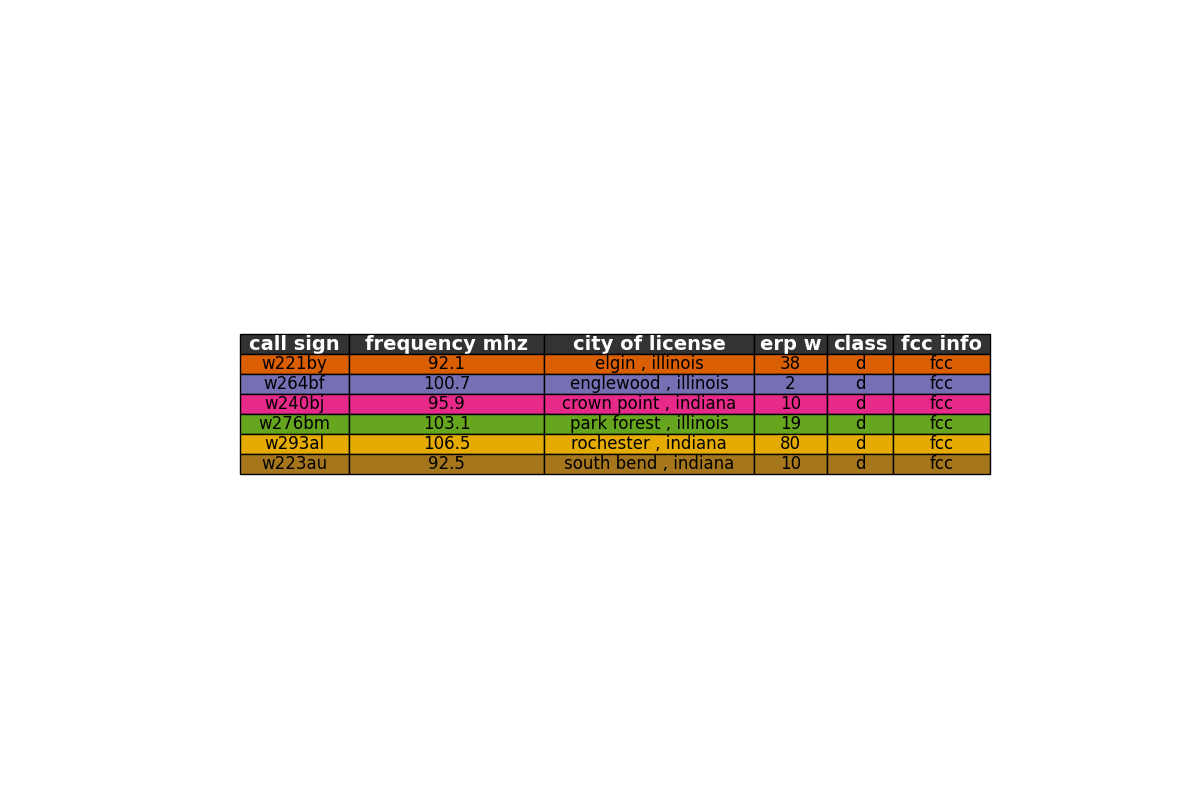 call sign frequency mhz city of license erp w class fcc info
w221by 92.1 elgin , illinois 38 d fcc
w264bf 100.7 englewood , illinois 2 d fcc
w240bj 95.9 crown point , indiana 10 d fcc
w276bm 103.1 park forest , illinois 19 d fcc
w293al 106.5 rochester , indiana 80 d fcc
w223au 92.5 south bend , indiana 10 d fcc